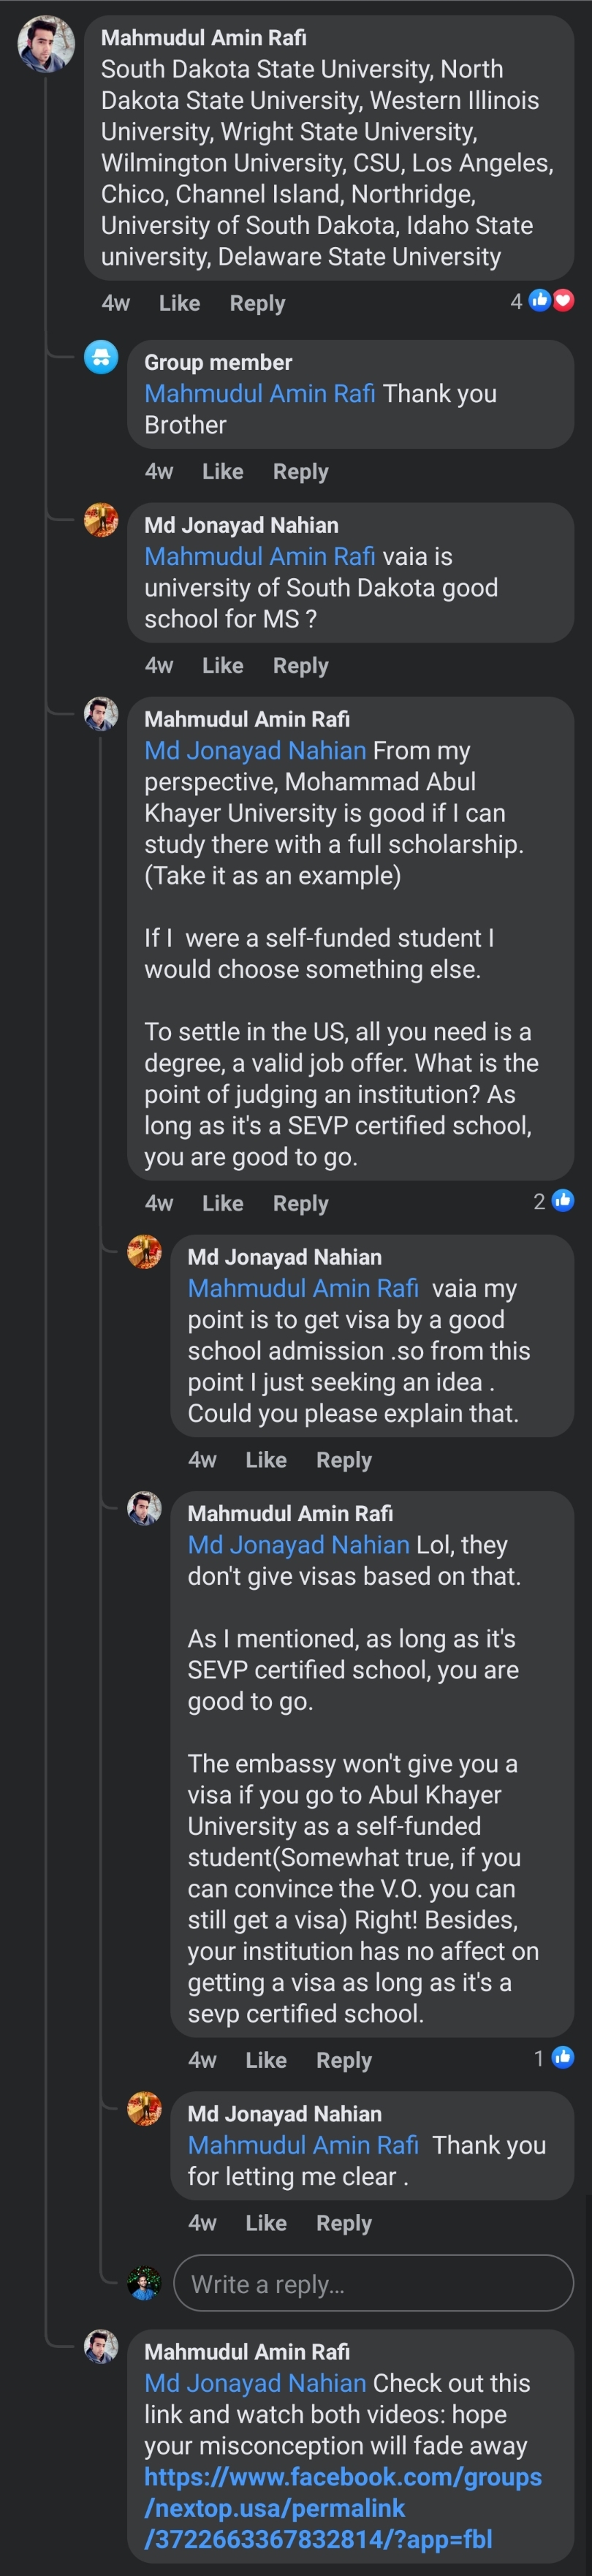 Mahmudul Amin Rafi
South Dakota State University, North
Dakota State University, Western Illinois
University, Wright State University,
Wilmington University, CSU, Los Angeles,
Chico, Channel Island, Northridge,
University of South Dakota, Idaho State
university, Delaware State University
4w Like Reply 4
Group member
Mahmudul Amin Rafi Thank you
Brother
4w Like Reply
Md Jonayad Nahian
Mahmudul Amin Rafi vaia is
university of South Dakota good
school for MS ?
4w Like Reply
Mahmudul Amin Rafi
Md Jonayad Nahian From my
perspective, Mohammad Abul
Khayer University is good if I can
study there with a full scholarship.
(Take it as an example)
If I  were a self-funded student I
would choose something else.
To settle in the US, all you need is a
degree, a valid job offer. What is the
point of judging an institution? As
long as it's a SEVP certified school,
you are good to go.
4w Like Reply 2
Md Jonayad Nahian
Mahmudul Amin Rafi  vaia my
point is to get visa by a good
school admission .so from this
point I just seeking an idea .
Could you please explain that.
4w Like Reply
Mahmudul Amin Rafi
Md Jonayad Nahian Lol, they
don't give visas based on that.
As I mentioned, as long as it's
SEVP certified school, you are
good to go.
The embassy won't give you a
visa if you go to Abul Khayer
University as a self-funded
student(Somewhat true, if you
can convince the V.O. you can
still get a visa) Right! Besides,
your institution has no affect on
getting a visa as long as it's a
sevp certified school.
4w Like Reply 1
Md Jonayad Nahian
Mahmudul Amin Rafi  Thank you
for letting me clear .
4w Like Reply
Write a reply...
Mahmudul Amin Rafi
Md Jonayad Nahian Check out this
link and watch both videos: hope
your misconception will fade away
https://www.facebook.com/groups
/nextop.usa/permalink
/3722663367832814/?app=fbl